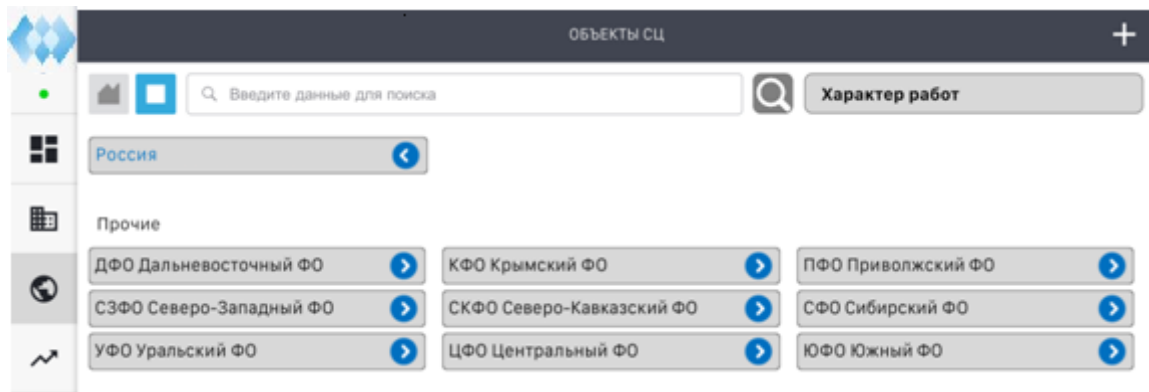 ОБЪЕКТЫ СЦ
Введите данные для поиска
Характер работ
Россия
Прочие
ДФО Дальневосточный ФО
КФО Крымский ФО
ПФО Приволжский ФО
СЗФО Северо-Западный ФО
СКФО Северо-Кавказский ФО
СФО Сибирский ФО
УФО Уральский ФО
ЦФО Центральный ФО
ЮФО Южный ФО